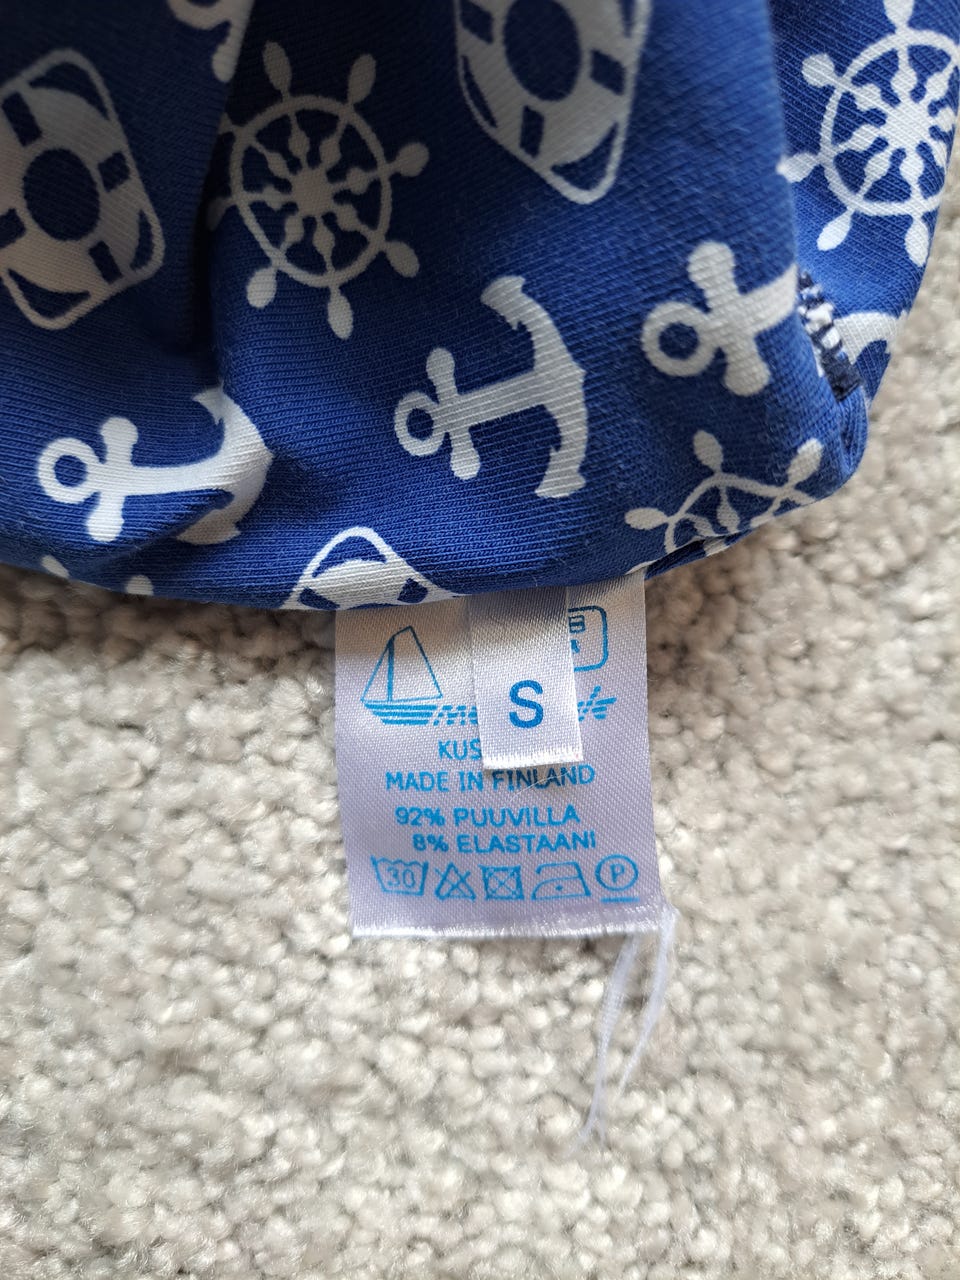 S
KUS
MADE IN FINLAND
92% PUUVILLA
8% ELASTAANI
30
P